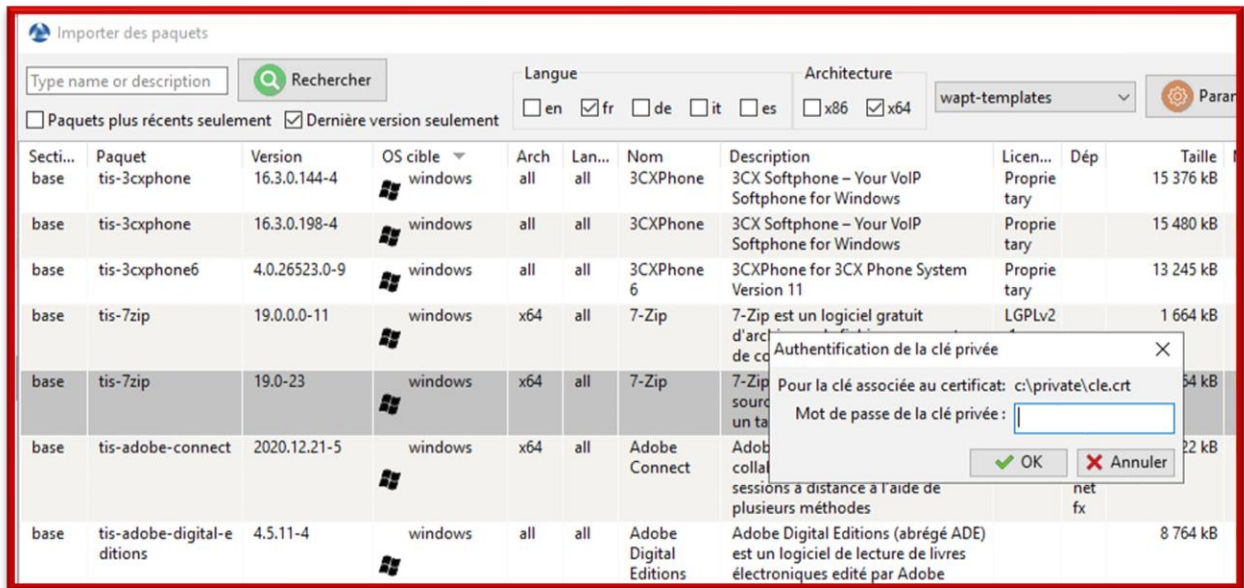 Importer des paquets
Type name or description
Rechercher
Langue
Architecture
en fr de it es
x86 x64
wapt-templates
Paquets plus récents seulement Dernière version seulement
Secti... Paquet Version OS cible Arch Lan... Nom Description Licen... Dép Taille
base tis-3cxphone 16.3.0.144-4 windows all all 3CXPhone 3CX Softphone – Your VoIP Proprie 15 376 kB
Softphone for Windows tary
base tis-3cxphone 16.3.0.198-4 windows all all 3CXPhone 3CX Softphone – Your VoIP Proprie 15 480 kB
Softphone for Windows tary
base tis-3cxphone6 4.0.26523.0-9 windows all all 3CXPhone 3CXPhone for 3CX Phone System Proprie 13 245 kB
6 Version 11 tary
base tis-7zip 19.0.0.0-11 windows x64 all 7-Zip 7-Zip est un logiciel gratuit LGPLv2 1 664 kB
Authentification de la clé privée
base tis-7zip 19.0-23 windows x64 all 7-Zip 7-Zip
Pour la clé associée au certificat: c:\private\cle.crt
Mot de passe de la clé privée :
un ta
base tis-adobe-connect 2020.12.21-5 windows x64 all Adobe Adob 22 kB
Connect
OK Annuler
sessions à distance à l'aide de net
plusieurs méthodes fx
base tis-adobe-digital-e 4.5.11-4 windows all all Adobe Adobe Digital Editions (abrégé ADE) 8 764 kB
ditions Digital est un logiciel de lecture de livres
Editions électroniques edité par Adobe